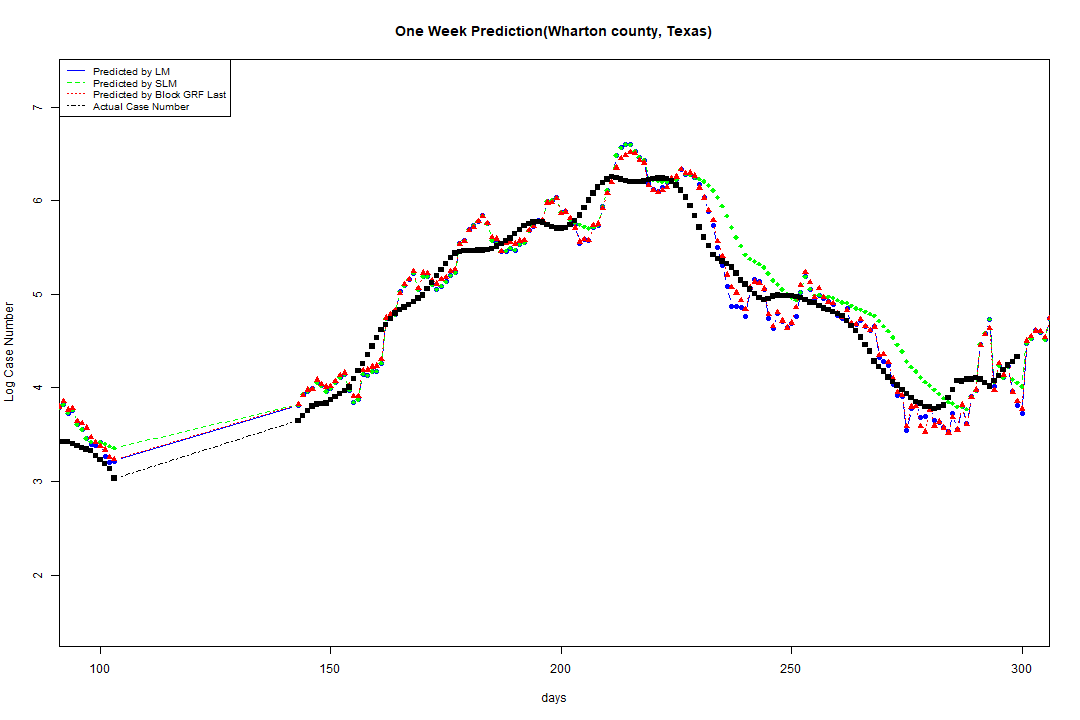 One Week Prediction(Wharton county, Texas)
Predicted by LM
Predicted by SLM
Predicted by Block GRF Last
Actual Case Number
Log Case Number
7
6
5
4
3
2
100 150 200 250 300
days